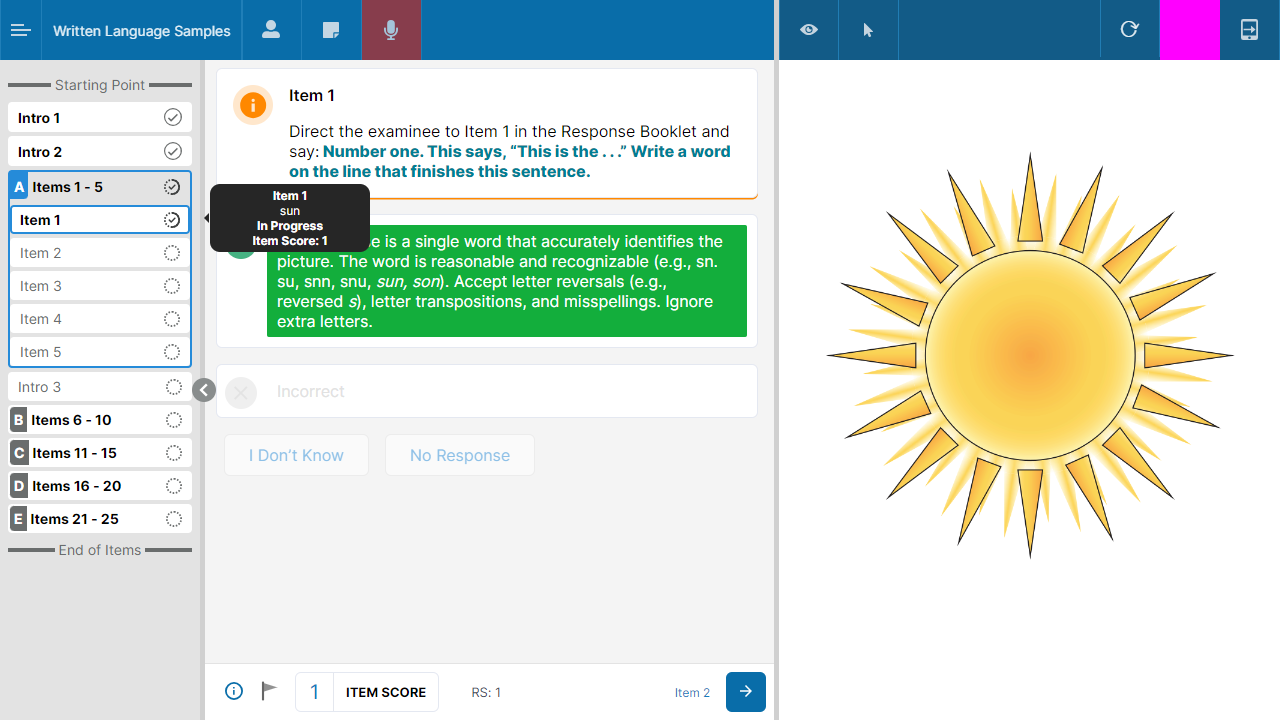 Written Language Samples
Starting Point
Intro 1
Intro 2
A Items 1 - 5
Item 1
Item 2
Item 3
Item 4
Item 5
Intro 3
B Items 6 - 10
C Items 11 - 15
D Items 16 - 20
E Items 21 - 25
End of Items
Item 1
sun
In Progress
Item Score: 1
Item 1
Direct the examinee to Item 1 in the Response Booklet and
say: Number one. This says, “This is the . . .” Write a word
on the line that finishes this sentence.
is a single word that accurately identifies the
picture. The word is reasonable and recognizable (e.g., sn.
su, snn, snu, sun, son). Accept letter reversals (e.g.,
reversed s), letter transpositions, and misspellings. Ignore
extra letters.
Incorrect
I Don’t Know
No Response
1 ITEM SCORE
RS: 1
Item 2